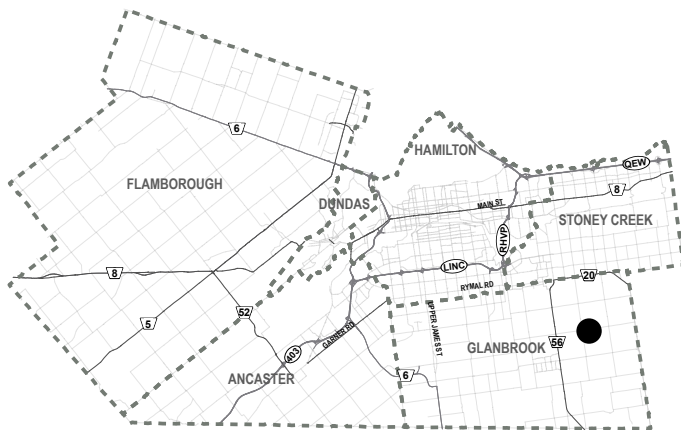 6
HAMILTON
QEW
FLAMBOROUGH
DUNDAS
8
MAIN ST.
STONEY CREEK
RHVP
LINC
8
20
RYMAL RD
52
UPPER JAMES ST
5
GARNER RD
56
GLANBROOK
403
ANCASTER
6